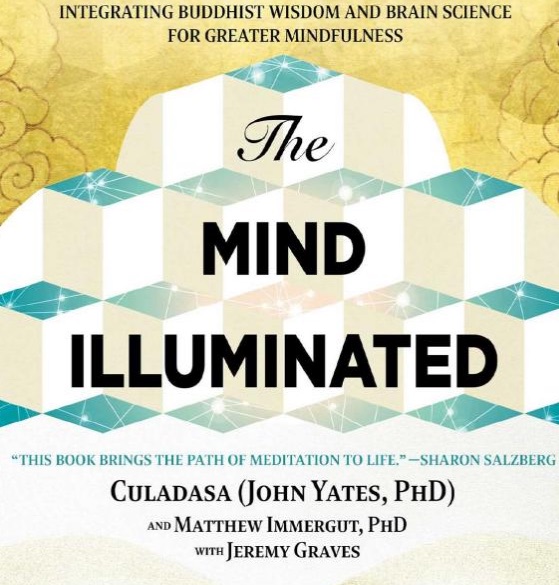 INTEGRATING BUDDHIST WISDOM AND BRAIN SCIENCE
FOR GREATER MINDFULNESS
The
MIND
ILLUMINATED
“THIS BOOK BRINGS THE PATH OF MEDITATION TO LIFE.”—SHARON SALZBERG
CULADASA (JOHN YATES, PHD)
AND MATTHEW IMMERGUT, PHD
WITH JEREMY GRAVES